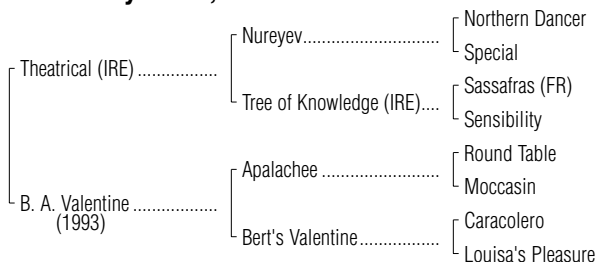 Northern Dancer
Nureyev
Special
Theatrical (IRE)
Sassafras (FR)
Tree of Knowledge (IRE)
Sensibility
Round Table
Apalachee
Moccasin
B. A. Valentine
(1993)
Caracolero
Bert's Valentine
Louisa's Pleasure